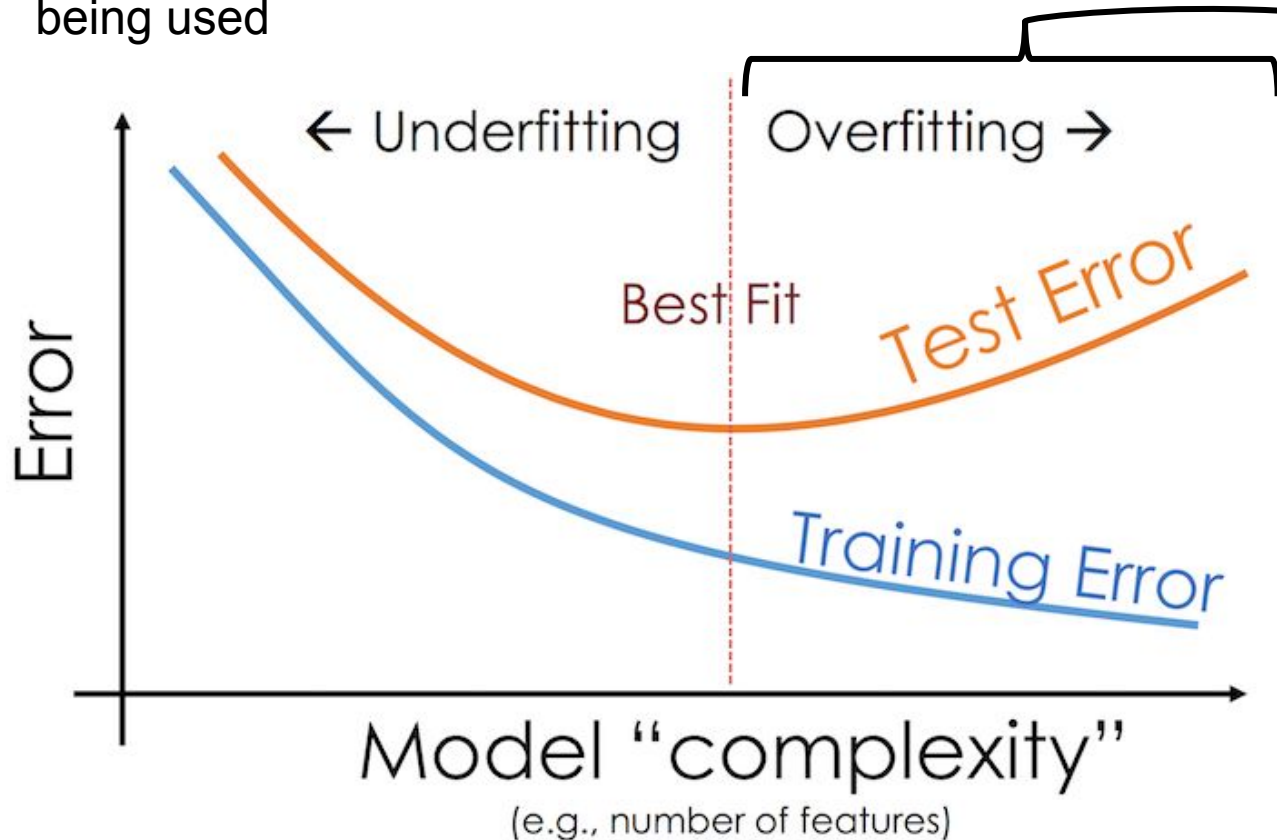 being used
← Underfitting
Overfitting →
Best Fit
Test Error
Error
Training Error
Model “complexity”
(e.g., number of features)